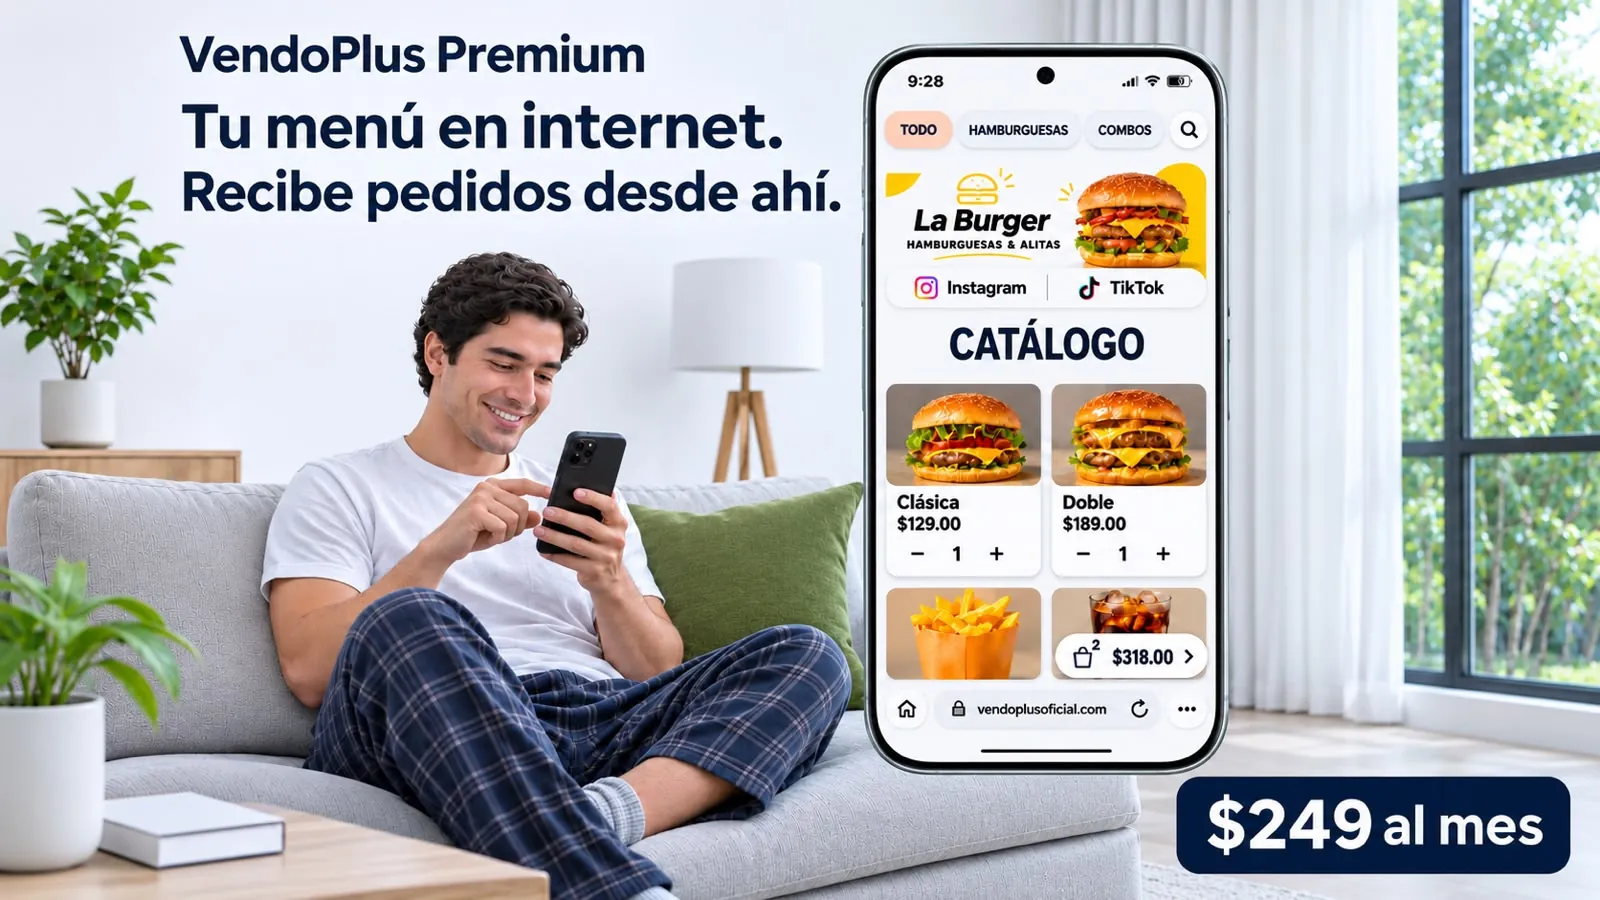 VendoPlus Premium
Tu menú en internet.
Recibe pedidos desde ahí.
9:28
TODO
HAMBURGUESAS
COMBOS
La Burger
HAMBURGUESAS & ALITAS
Instagram
TikTok
CATÁLOGO
Clásica
$129.00
− 1 +
Doble
$189.00
− 1 +
2
$318.00
vendoplusoficial.com
$249 al mes